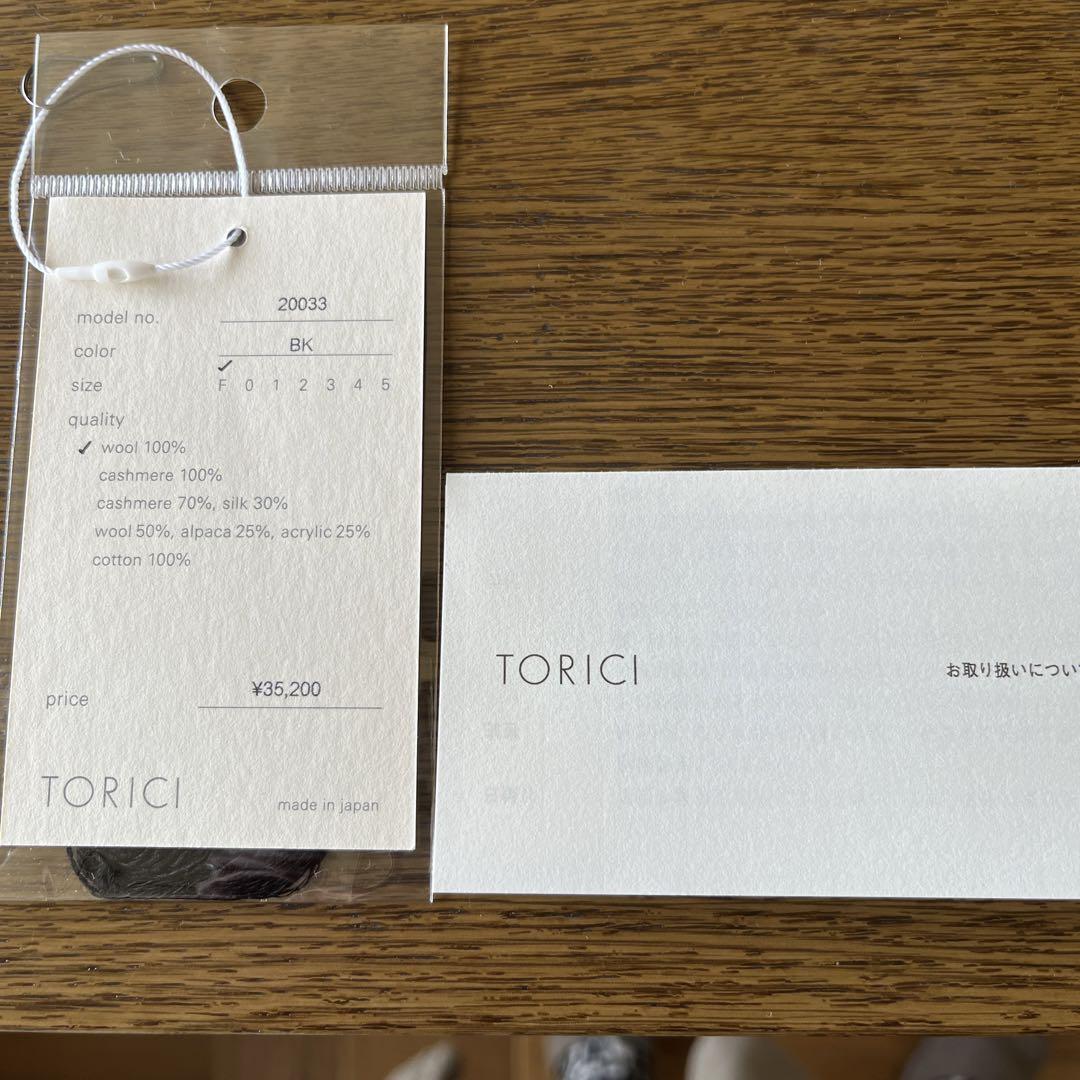 model no. 20033
color BK
✓
size F 0 1 2 3 4 5
quality
✓ wool 100%
cashmere 100%
cashmere 70%, silk 30%
wool 50%, alpaca 25%, acrylic 25%
cotton 100%
price ¥35,200
TORICI made in japan
TORICI お取り扱いについて